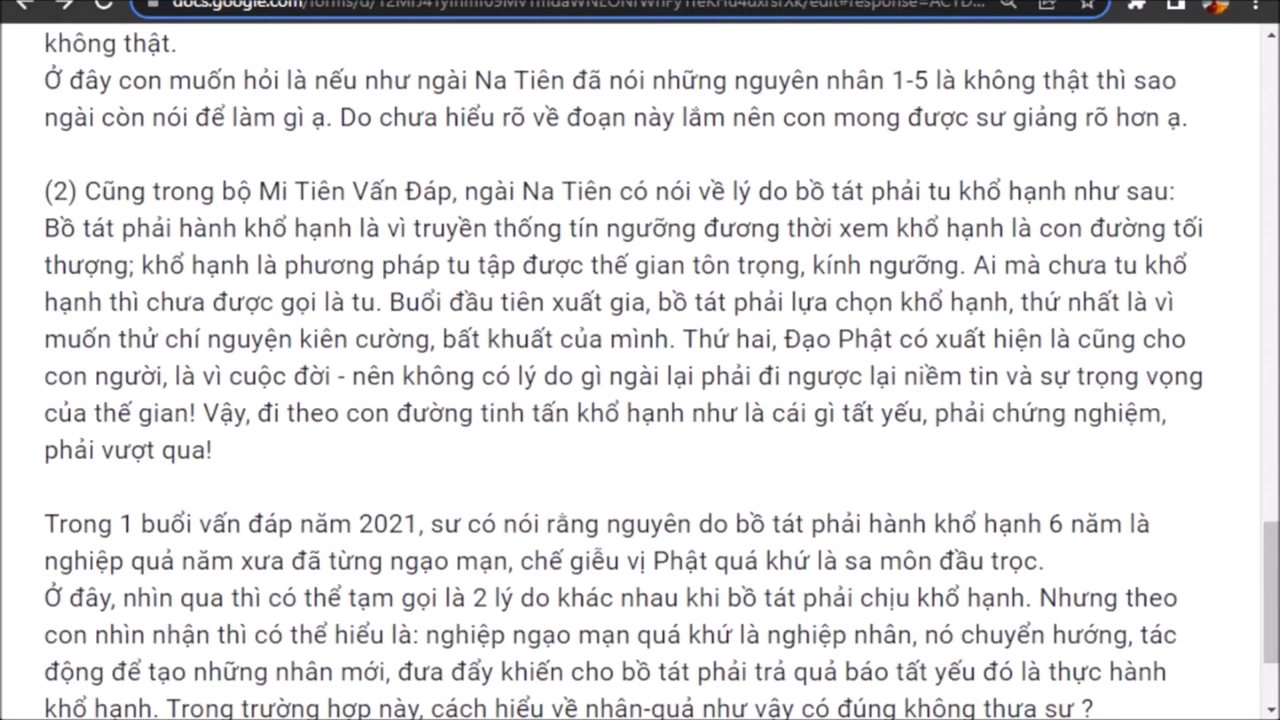 không thật.
Ở đây con muốn hỏi là nếu như ngài Na Tiên đã nói những nguyên nhân 1-5 là không thật thì sao
ngài còn nói để làm gì ạ. Do chưa hiểu rõ về đoạn này lắm nên con mong được sư giảng rõ hơn ạ.
(2) Cũng trong bộ Mi Tiên Vấn Đáp, ngài Na Tiên có nói về lý do bồ tát phải tu khổ hạnh như sau:
Bồ tát phải hành khổ hạnh là vì truyền thống tín ngưỡng đương thời xem khổ hạnh là con đường tối
thượng; khổ hạnh là phương pháp tu tập được thế gian tôn trọng, kính ngưỡng. Ai mà chưa tu khổ
hạnh thì chưa được gọi là tu. Buổi đầu tiên xuất gia, bồ tát phải lựa chọn khổ hạnh, thứ nhất là vì
muốn thử chí nguyện kiên cường, bất khuất của mình. Thứ hai, Đạo Phật có xuất hiện là cũng cho
con người, là vì cuộc đời - nên không có lý do gì ngài lại phải đi ngược lại niềm tin và sự trọng vọng
của thế gian! Vậy, đi theo con đường tinh tấn khổ hạnh như là cái gì tất yếu, phải chứng nghiệm,
phải vượt qua!
Trong 1 buổi vấn đáp năm 2021, sư có nói rằng nguyên do bồ tát phải hành khổ hạnh 6 năm là
nghiệp quả năm xưa đã từng ngạo mạn, chế giễu vị Phật quá khứ là sa môn đầu trọc.
Ở đây, nhìn qua thì có thể tạm gọi là 2 lý do khác nhau khi bồ tát phải chịu khổ hạnh. Nhưng theo
con nhìn nhận thì có thể hiểu là: nghiệp ngạo mạn quá khứ là nghiệp nhân, nó chuyển hướng, tác
động để tạo những nhân mới, đưa đẩy khiến cho bồ tát phải trả quả báo tất yếu đó là thực hành
khổ hạnh. Trong trường hợp này, cách hiểu về nhân-quả như vậy có đúng không thưa sư ?